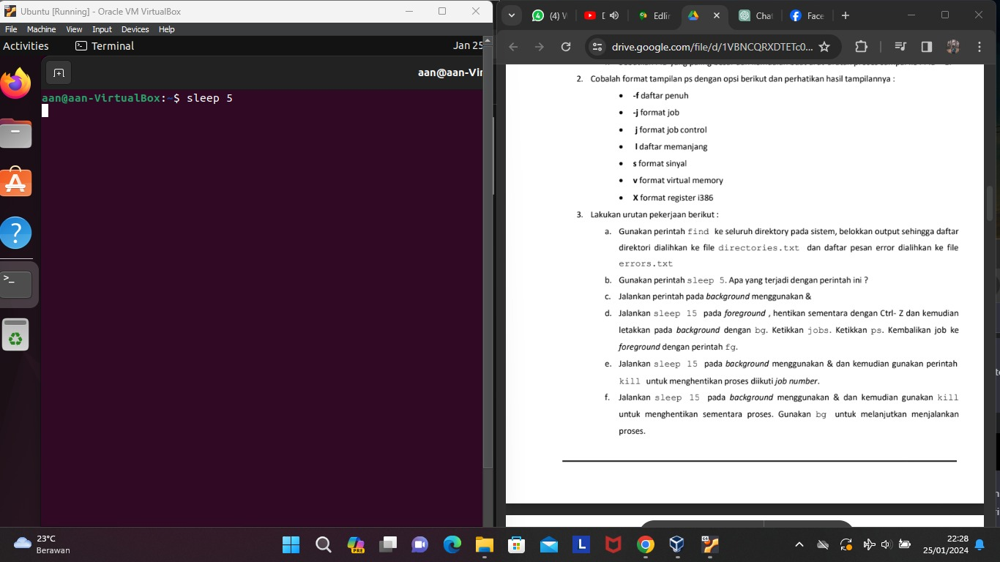 Ubuntu [Running] - Oracle VM VirtualBox
File Machine View Input Devices Help
Activities
Terminal
Jan 25
aan@aan-Vir
aan@aan-VirtualBox:~$ sleep 5
(4) W
Edlir
Cha
Face
drive.google.com/file/d/1VBNCQRXDTETc0...
2. Cobalah format tampilan ps dengan opsi berikut dan perhatikan hasil tampilannya :
• -f daftar penuh
• -j format job
• j format job control
• l daftar memanjang
• s format sinyal
• v format virtual memory
• X format register i386
3. Lakukan urutan pekerjaan berikut :
a. Gunakan perintah find ke seluruh direktory pada sistem, belokkan output sehingga daftar
direktori dialihkan ke file directories.txt dan daftar pesan error dialihkan ke file
errors.txt
b. Gunakan perintah sleep 5. Apa yang terjadi dengan perintah ini ?
c. Jalankan perintah pada background menggunakan &
d. Jalankan sleep 15 pada foreground , hentikan sementara dengan Ctrl- Z dan kemudian
letakkan pada background dengan bg. Ketikkan jobs. Ketikkan ps. Kembalikan job ke
foreground dengan perintah fg.
e. Jalankan sleep 15 pada background menggunakan & dan kemudian gunakan perintah
kill untuk menghentikan proses diikuti job number.
f. Jalankan sleep 15 pada background menggunakan & dan kemudian gunakan kill
untuk menghentikan sementara proses. Gunakan bg untuk melanjutkan menjalankan
proses.
23°C
Berawan
PRE
L
22:28
25/01/2024